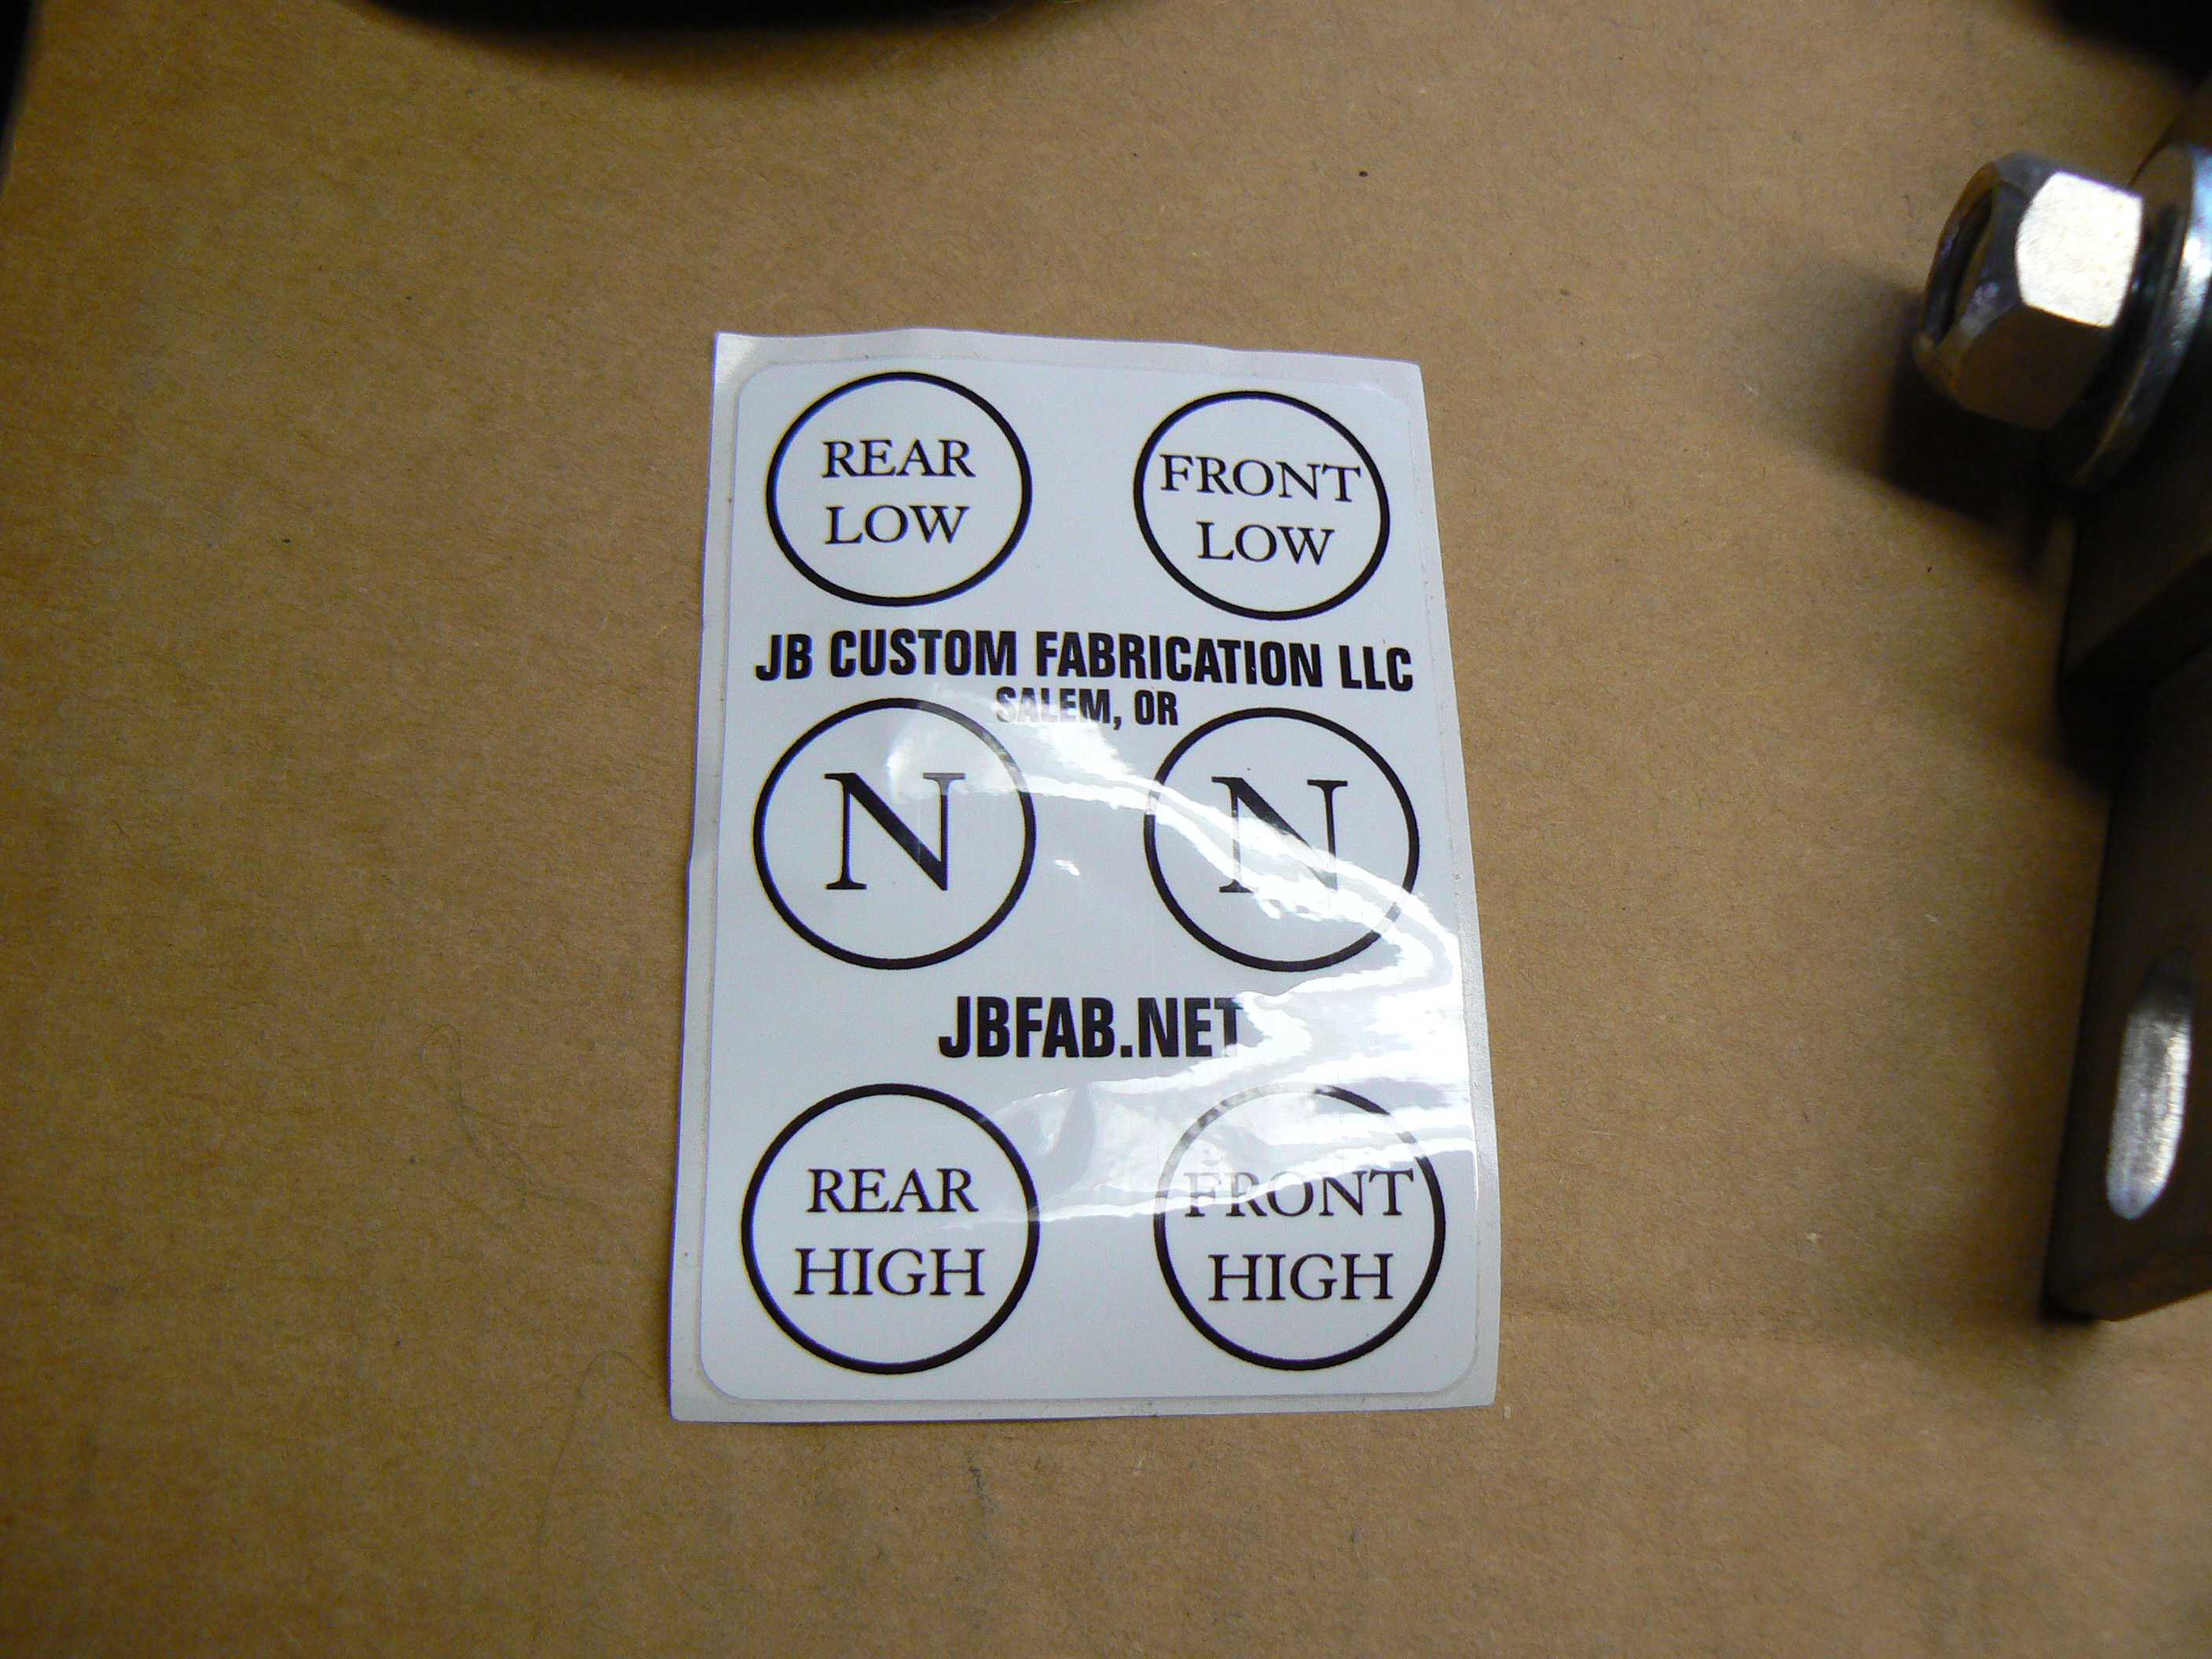 REAR
LOW
FRONT
LOW
JB CUSTOM FABRICATION LLC
SALEM, OR
N
N
JBFAB.NET
REAR
HIGH
FRONT
HIGH